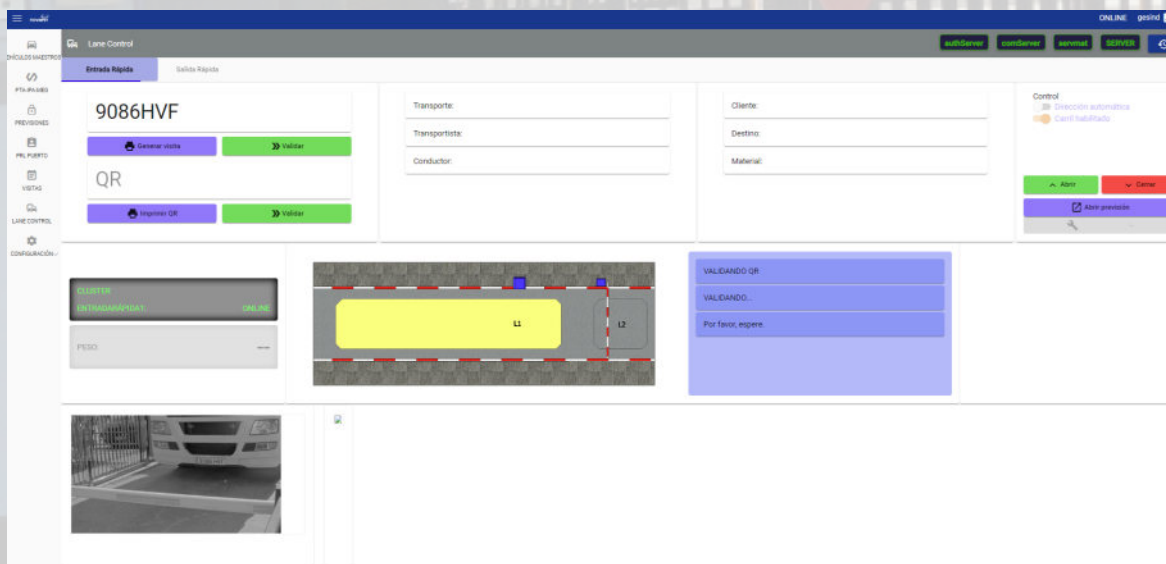 ONLINE gesind
Lane Control
authServer comServer servmat SERVER
VEHÍCULOS MAESTROS
PTA-IPA-MES
PREVISIONES
PRL PUERTO
VISITAS
LANE CONTROL
CONFIGURACIÓN
Entrada Rápida Salida Rápida
9086HVF
Generar visita Validar
QR
Imprimir QR Validar
Transporte:
Transportista:
Conductor:
Cliente:
Destino:
Material:
Control
Dirección automática
Carril habilitado
Abrir Cerrar
Abrir previsión
CLUSTER
ENTRADARÁPIDA1: ONLINE
PESO: --
L1 L2
VALIDANDO QR
VALIDANDO...
Por favor, espere.